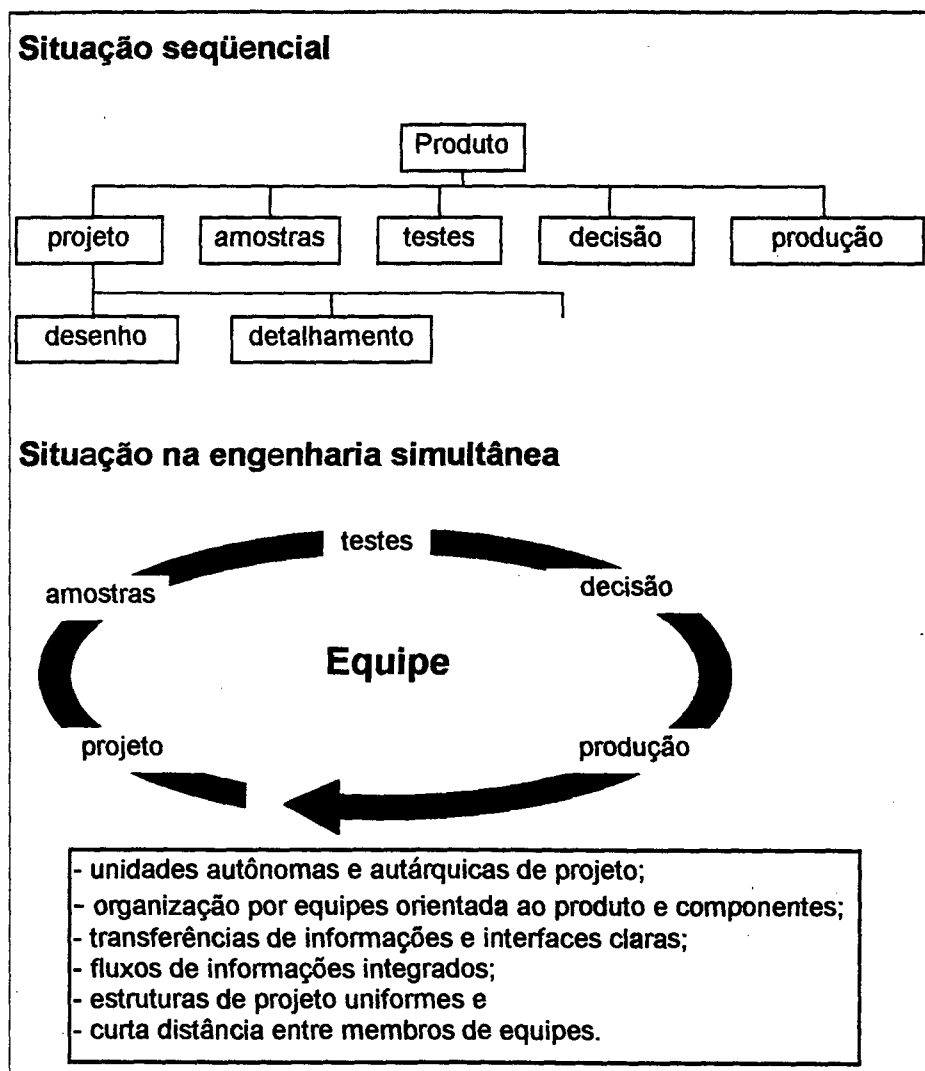 Situação seqüencial
Produto
projeto amostras testes decisão produção
desenho detalhamento
Situação na engenharia simultânea
testes
amostras decisão
Equipe
projeto produção
- unidades autônomas e autárquicas de projeto;
- organização por equipes orientada ao produto e componentes;
- transferências de informações e interfaces claras;
- fluxos de informações integrados;
- estruturas de projeto uniformes e
- curta distância entre membros de equipes.